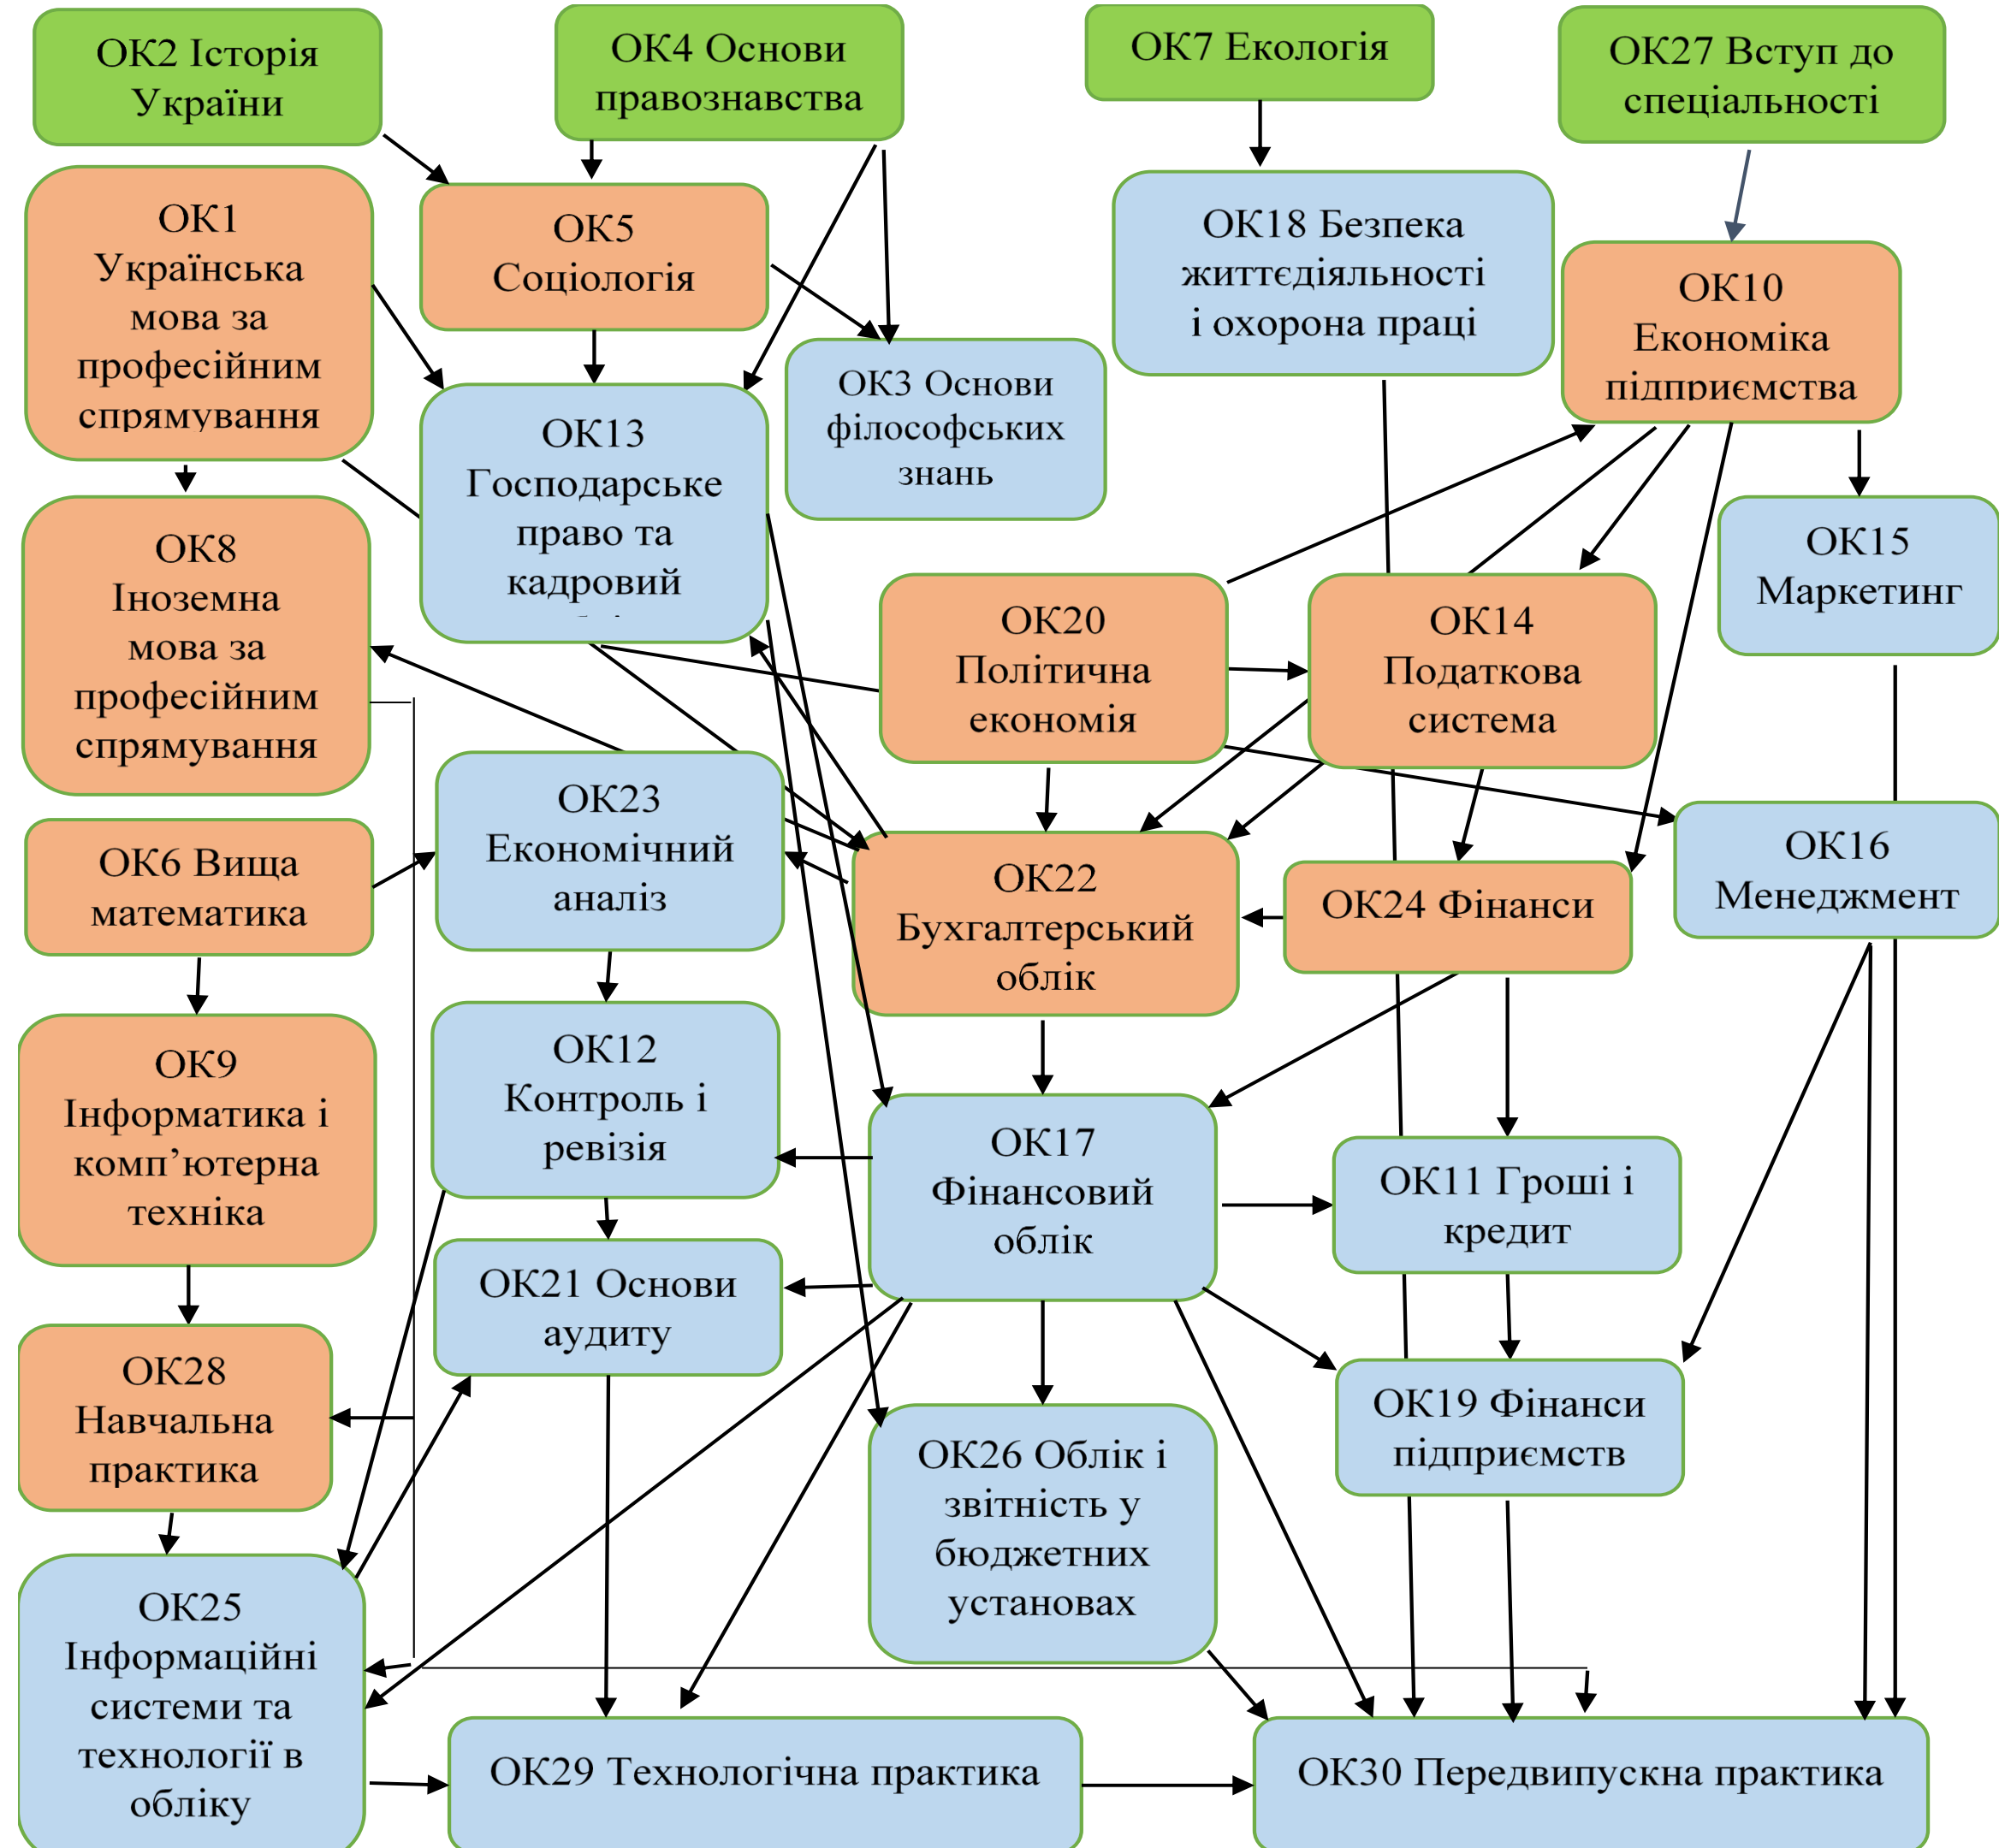 ОК2 Історія
України
ОК4 Основи
правознавства
ОК7 Екологія
ОК27 Вступ до
спеціальності
ОК1
Українська
мова за
професійним
спрямування
ОК5
Соціологія
ОК18 Безпека
життєдіяльності
і охорона праці
ОК10
Економіка
підприємства
ОК3 Основи
філософських
знань
ОК13
Господарське
право та
кадровий
ОК8
Іноземна
мова за
професійним
спрямування
ОК15
Маркетинг
ОК20
Політична
економія
ОК14
Податкова
система
ОК23
Економічний
аналіз
ОК6 Вища
математика
ОК22
Бухгалтерський
облік
ОК24 Фінанси
ОК16
Менеджмент
ОК9
Інформатика і
комп’ютерна
техніка
ОК12
Контроль і
ревізія
ОК17
Фінансовий
облік
ОК11 Гроші і
кредит
ОК21 Основи
аудиту
ОК28
Навчальна
практика
ОК19 Фінанси
підприємств
ОК26 Облік і
звітність у
бюджетних
установах
ОК25
Інформаційні
системи та
технології в
обліку
ОК29 Технологічна практика
ОК30 Передвипускна практика